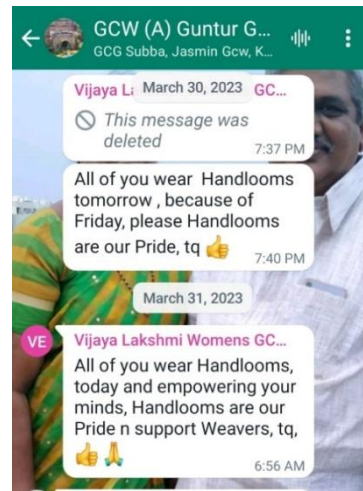 GCW (A) Guntur G...
GCG Subba, Jasmin Gcw, K...
Vijaya L
March 30, 2023
GC...
This message was
deleted
7:37 PM
All of you wear Handlooms
tomorrow , because of
Friday, please Handlooms
are our Pride, tq 👍
7:40 PM
March 31, 2023
VE
Vijaya Lakshmi Womens GC...
All of you wear Handlooms,
today and empowering your
minds, Handlooms are our
Pride n support Weavers, tq,
👍🙏
6:56 AM